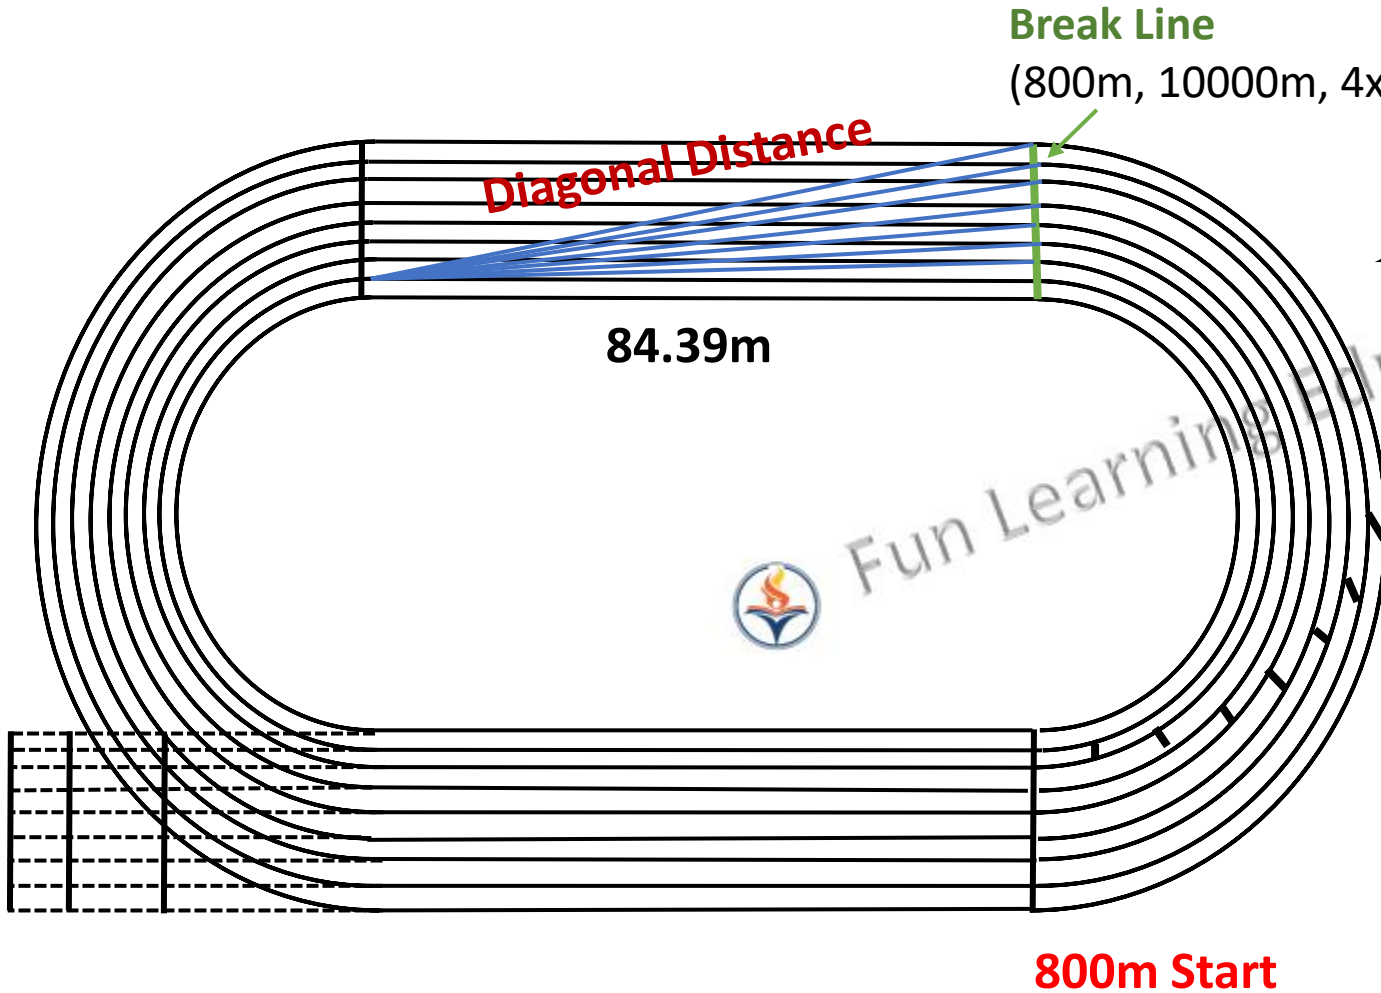 Break Line
(800m, 10000m, 4x
Diagonal Distance
84.39m
Fun Learning
800m Start